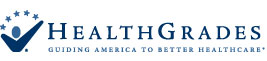 HEALTHGRADES
GUIDING AMERICA TO BETTER HEALTHCARE®